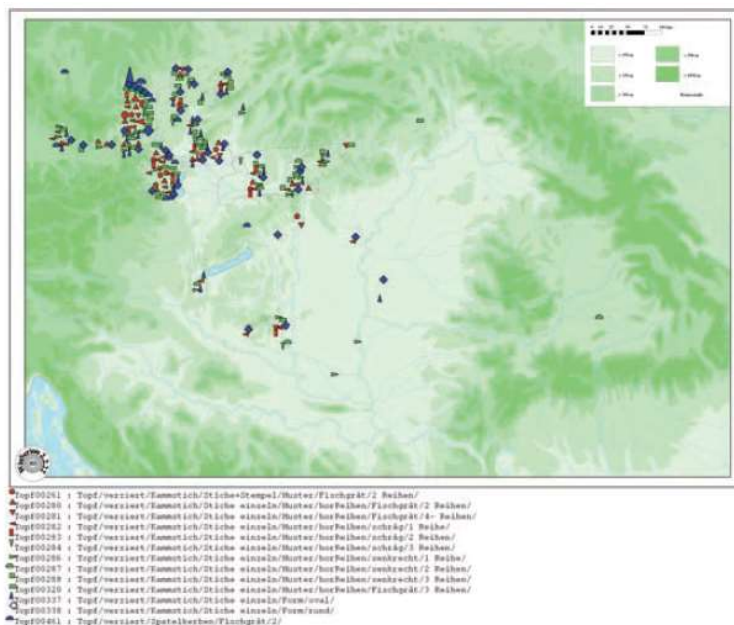 Topf00261 : Topf/verziert/Kammstich/Stiche+Stempel/Muster/Fischgrät/2 Reihen/
Topf00280 : Topf/verziert/Kammstich/Stiche einzeln/Muster/horReihen/Fischgrät/2 Reihen/
Topf00281 : Topf/verziert/Kammstich/Stiche einzeln/Muster/horReihen/Fischgrät/4- Reihen/
Topf00282 : Topf/verziert/Kammstich/Stiche einzeln/Muster/horReihen/schräg/1 Reihe/
Topf00283 : Topf/verziert/Kammstich/Stiche einzeln/Muster/horReihen/schräg/2 Reihen/
Topf00284 : Topf/verziert/Kammstich/Stiche einzeln/Muster/horReihen/schräg/3 Reihen/
Topf00286 : Topf/verziert/Kammstich/Stiche einzeln/Muster/horReihen/senkrecht/1 Reihe/
Topf00287 : Topf/verziert/Kammstich/Stiche einzeln/Muster/horReihen/senkrecht/2 Reihen/
Topf00288 : Topf/verziert/Kammstich/Stiche einzeln/Muster/horReihen/senkrecht/3 Reihen/
Topf00320 : Topf/verziert/Kammstich/Stiche einzeln/Muster/horReihen/Fischgrät/3 Reihen/
Topf00337 : Topf/verziert/Kammstich/Stiche einzeln/Form/oval/
Topf00338 : Topf/verziert/Kammstich/Stiche einzeln/Form/rund/
Topf00461 : Topf/verziert/Spatelkerben/Fischgrät/2/